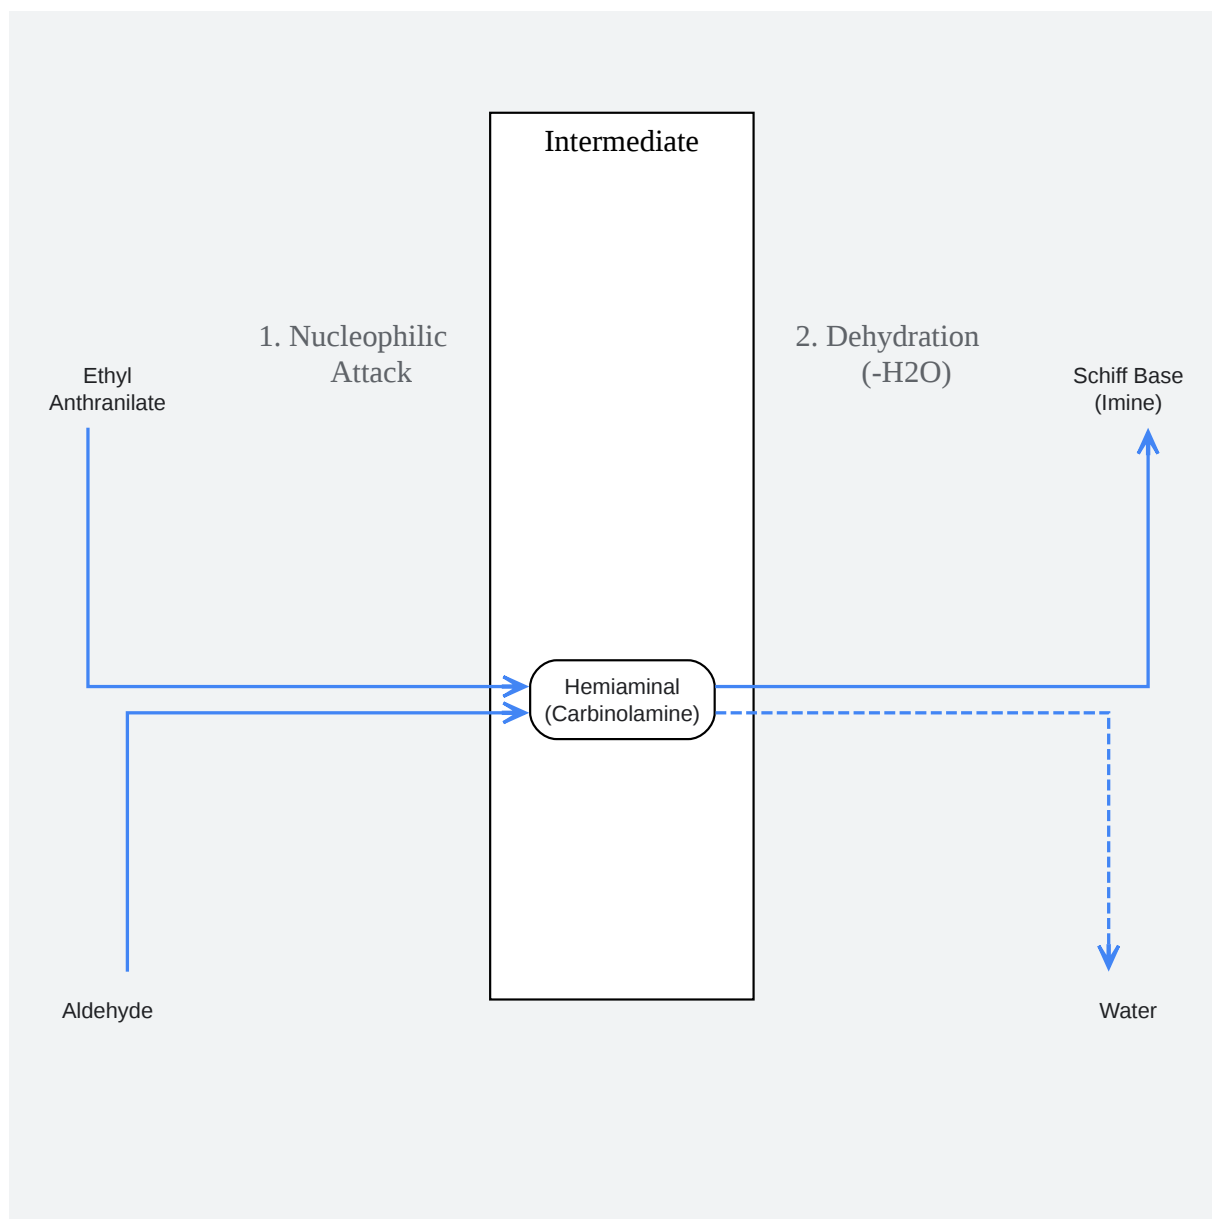 Intermediate
1. Nucleophilic
Attack
2. Dehydration
(-H2O)
Ethyl
Anthranilate
Schiff Base
(Imine)
Hemiaminal
(Carbinolamine)
Aldehyde
Water